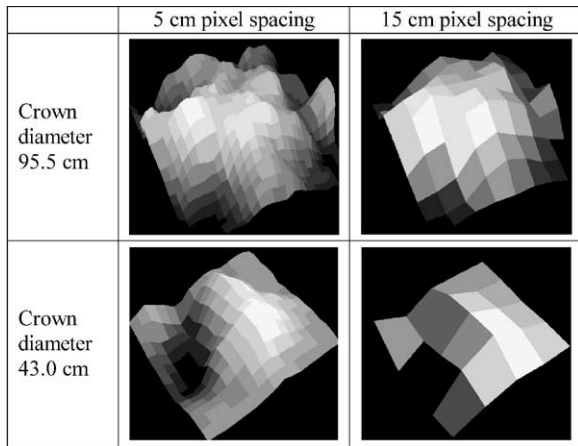 5 cm pixel spacing
15 cm pixel spacing
Crown
diameter
95.5 cm
Crown
diameter
43.0 cm